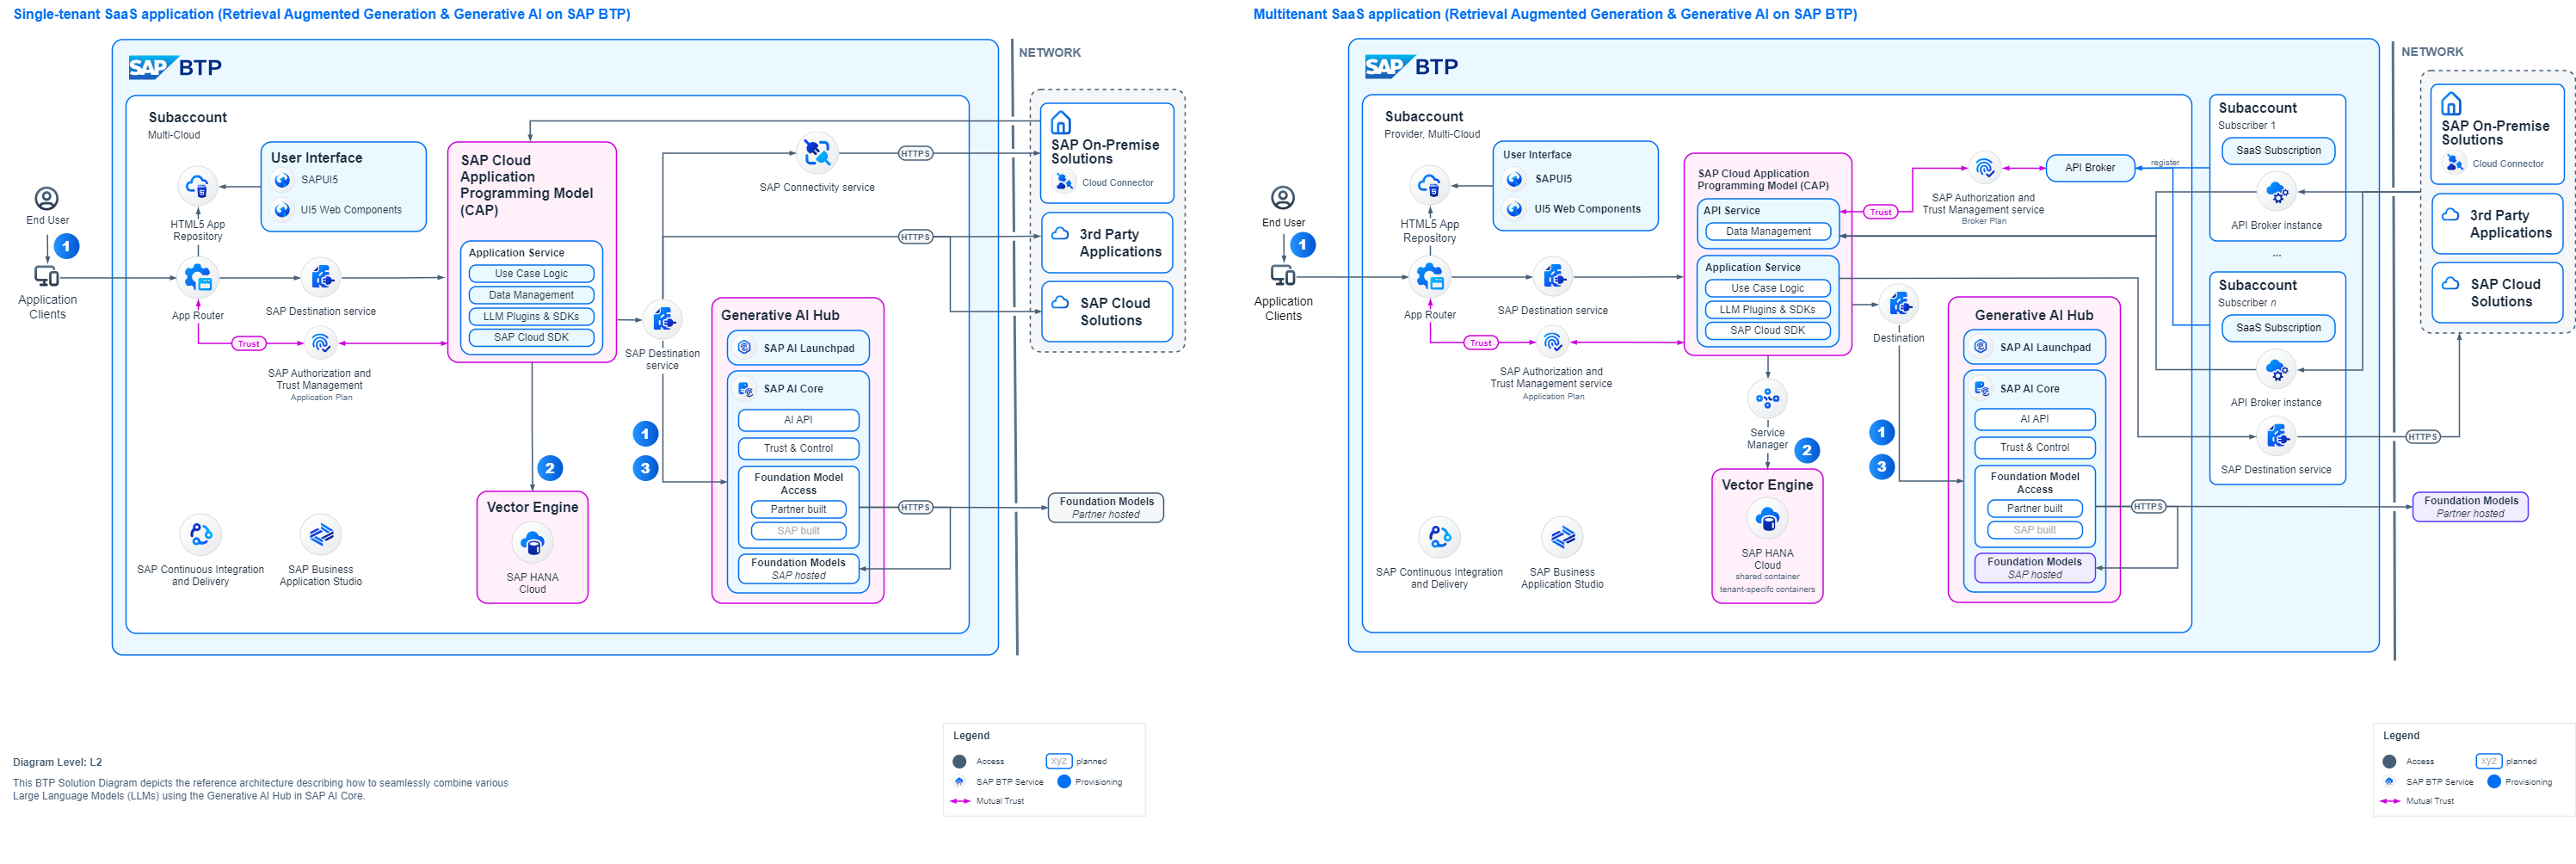 Single-tenant SaaS application (Retrieval Augmented Generation & Generative AI on SAP BTP)
SAP BTP
NETWORK
Subaccount
Multi-Cloud
User Interface
SAPUI5
UI5 Web Components
HTML5 App
Repository
End User
1
Application
Clients
App Router
SAP Destination service
Trust
SAP Authorization and
Trust Management
Application Plan
SAP Cloud
Application
Programming Model
(CAP)
Application Service
Use Case Logic
Data Management
LLM Plugins & SDKs
SAP Cloud SDK
SAP Connectivity service
HTTPS
HTTPS
SAP On-Premise
Solutions
Cloud Connector
3rd Party
Applications
SAP Cloud
Solutions
SAP Destination
service
1
3
2
Generative AI Hub
SAP AI Launchpad
SAP AI Core
AI API
Trust & Control
Foundation Model
Access
Partner built
SAP built
Foundation Models
SAP hosted
HTTPS
Foundation Models
Partner hosted
Vector Engine
SAP HANA
Cloud
SAP Continuous Integration
and Delivery
SAP Business
Application Studio
Diagram Level: L2
This BTP Solution Diagram depicts the reference architecture describing how to seamlessly combine various
Large Language Models (LLMs) using the Generative AI Hub in SAP AI Core.
Legend
Access
xyz planned
SAP BTP Service
Provisioning
Mutual Trust
Multitenant SaaS application (Retrieval Augmented Generation & Generative AI on SAP BTP)
SAP BTP
NETWORK
Subaccount
Provider, Multi-Cloud
User Interface
SAPUI5
UI5 Web Components
HTML5 App
Repository
End User
1
Application
Clients
App Router
SAP Destination service
Trust
SAP Authorization and
Trust Management service
Application Plan
SAP Cloud Application
Programming Model (CAP)
API Service
Data Management
Application Service
Use Case Logic
LLM Plugins & SDKs
SAP Cloud SDK
Trust
SAP Authorization and
Trust Management service
Broker Plan
API Broker
register
Destination
Service
Manager
2
1
3
Vector Engine
SAP HANA
Cloud
shared container
tenant-specifc containers
Generative AI Hub
SAP AI Launchpad
SAP AI Core
AI API
Trust & Control
Foundation Model
Access
Partner built
SAP built
Foundation Models
SAP hosted
HTTPS
Foundation Models
Partner hosted
Subaccount
Subscriber 1
SaaS Subscription
API Broker instance
...
Subaccount
Subscriber n
SaaS Subscription
API Broker instance
SAP Destination service
HTTPS
SAP On-Premise
Solutions
Cloud Connector
3rd Party
Applications
SAP Cloud
Solutions
SAP Continuous Integration
and Delivery
SAP Business
Application Studio
Legend
Access
xyz planned
SAP BTP Service
Provisioning
Mutual Trust